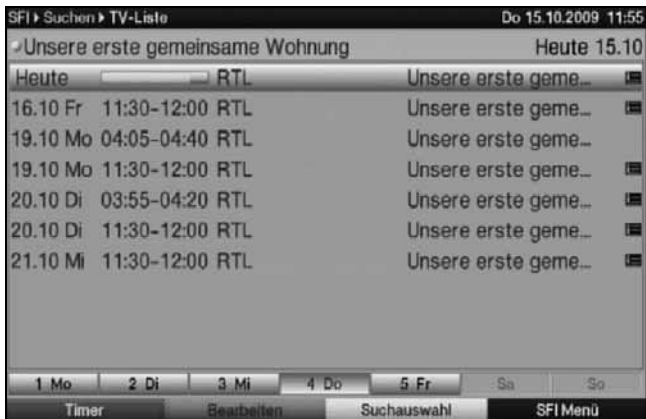 SFI ▸ Suchen ▸ TV-Liste Do 15.10.2009 11:55
Unsere erste gemeinsame Wohnung Heute 15.10
Heute RTL Unsere erste geme...
16.10 Fr 11:30-12:00 RTL Unsere erste geme...
19.10 Mo 04:05-04:40 RTL Unsere erste geme...
19.10 Mo 11:30-12:00 RTL Unsere erste geme...
20.10 Di 03:55-04:20 RTL Unsere erste geme...
20.10 Di 11:30-12:00 RTL Unsere erste geme...
21.10 Mi 11:30-12:00 RTL Unsere erste geme...
1 Mo 2 Di 3 Mi 4 Do 5 Fr Sa So
Timer Bearbeiten Suchauswahl SFI Menü